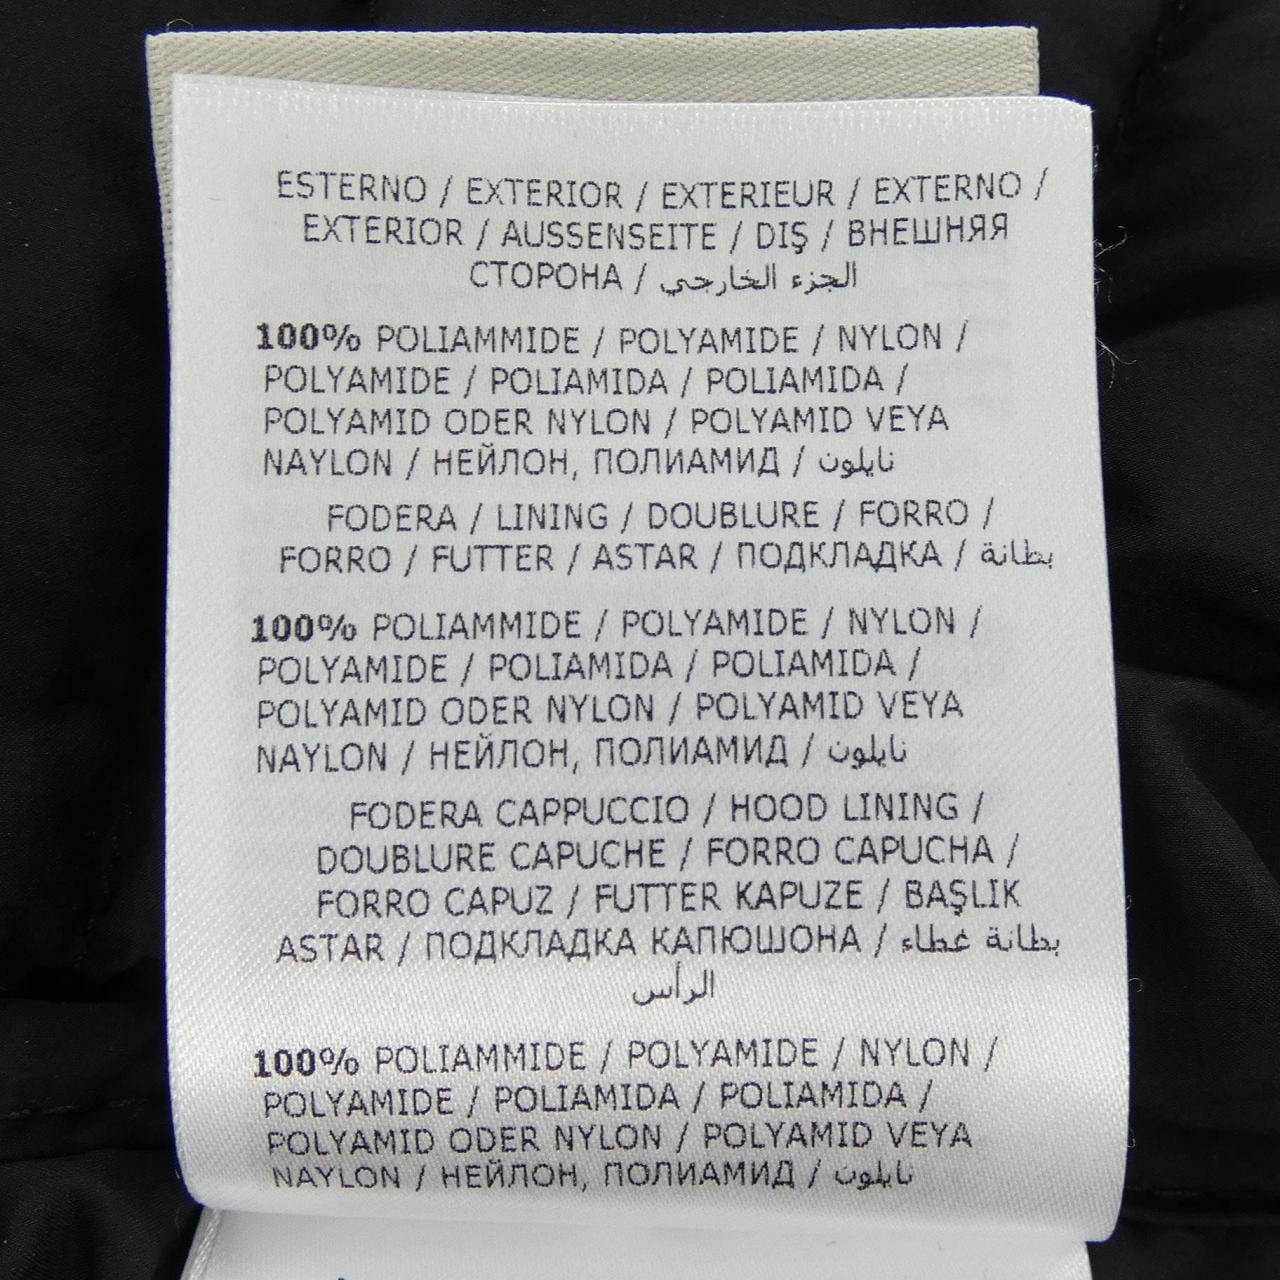 ESTERNO / EXTERIOR / EXTERIEUR / EXTERNO /
EXTERIOR / AUSSENSEITE / DIŞ / ВНЕШНЯЯ
СТОРОНА / الجزء الخارجي
100% POLIAMMIDE / POLYAMIDE / NYLON /
POLYAMIDE / POLIAMIDA / POLIAMIDA /
POLYAMID ODER NYLON / POLYAMID VEYA
NAYLON / НЕЙЛОН, ПОЛИАМИД / نايلون
FODERA / LINING / DOUBLURE / FORRO /
FORRO / FUTTER / ASTAR / ПОДКЛАДКА / بطانة
100% POLIAMMIDE / POLYAMIDE / NYLON /
POLYAMIDE / POLIAMIDA / POLIAMIDA /
POLYAMID ODER NYLON / POLYAMID VEYA
NAYLON / НЕЙЛОН, ПОЛИАМИД / نايلون
FODERA CAPPUCCIO / HOOD LINING /
DOUBLURE CAPUCHE / FORRO CAPUCHA /
FORRO CAPUZ / FUTTER KAPUZE / BAŞLIK
ASTAR / ПОДКЛАДКА КАПЮШОНА / بطانة غطاء
الرأس
100% POLIAMMIDE / POLYAMIDE / NYLON /
POLYAMIDE / POLIAMIDA / POLIAMIDA /
POLYAMID ODER NYLON / POLYAMID VEYA
NAYLON / НЕЙЛОН, ПОЛИАМИД / نايلون